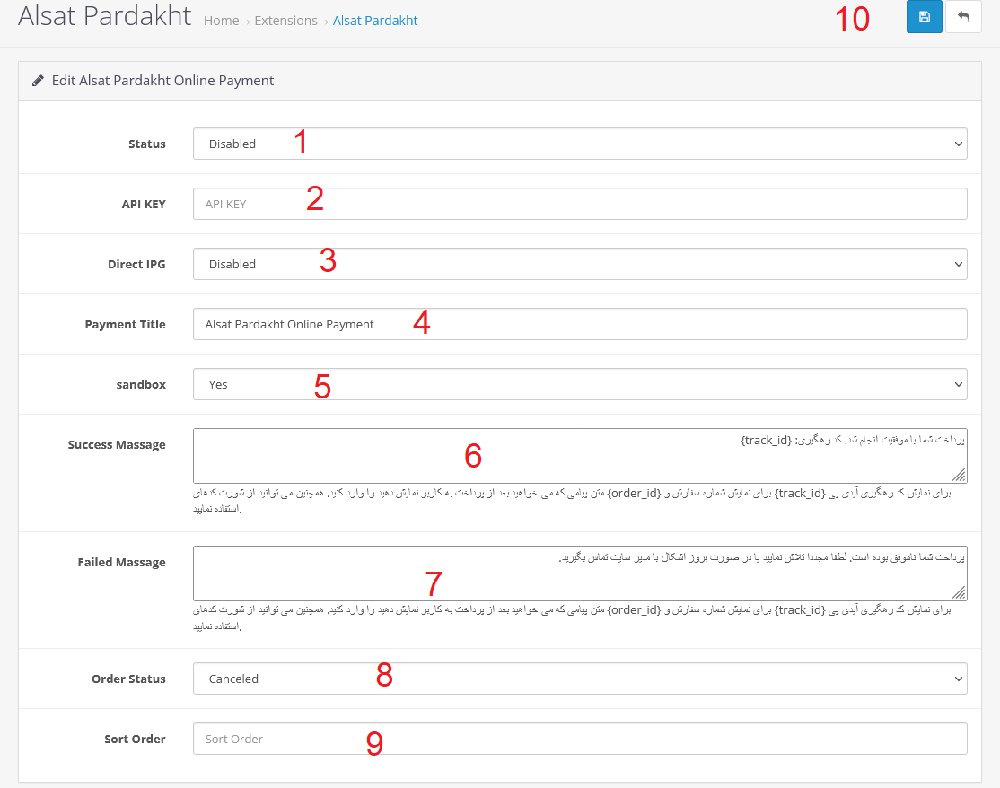 Alsat Pardakht Home › Extensions › Alsat Pardakht 10
Edit Alsat Pardakht Online Payment
Status Disabled 1
API KEY API KEY 2
Direct IPG Disabled 3
Payment Title Alsat Pardakht Online Payment 4
sandbox Yes 5
Success Massage پرداخت شما با موفقیت انجام شد. کد رهگیری: {track_id}
6
برای نمایش کد رهگیری آیدی پی {track_id} برای نمایش شماره سفارش و {order_id} متن پیامی که می خواهید بعد از پرداخت به کاربر نمایش دهید را وارد کنید. همچنین می توانید از شورت کدهای
.استفاده نمایید
Failed Massage پرداخت شما ناموفق بوده است. لطفا مجددا تلاش نمایید یا در صورت بروز اشکال با مدیر سایت تماس بگیرید.
7
برای نمایش کد رهگیری آیدی پی {track_id} برای نمایش شماره سفارش و {order_id} متن پیامی که می خواهید بعد از پرداخت به کاربر نمایش دهید را وارد کنید. همچنین می توانید از شورت کدهای
.استفاده نمایید
Order Status Canceled 8
Sort Order Sort Order 9